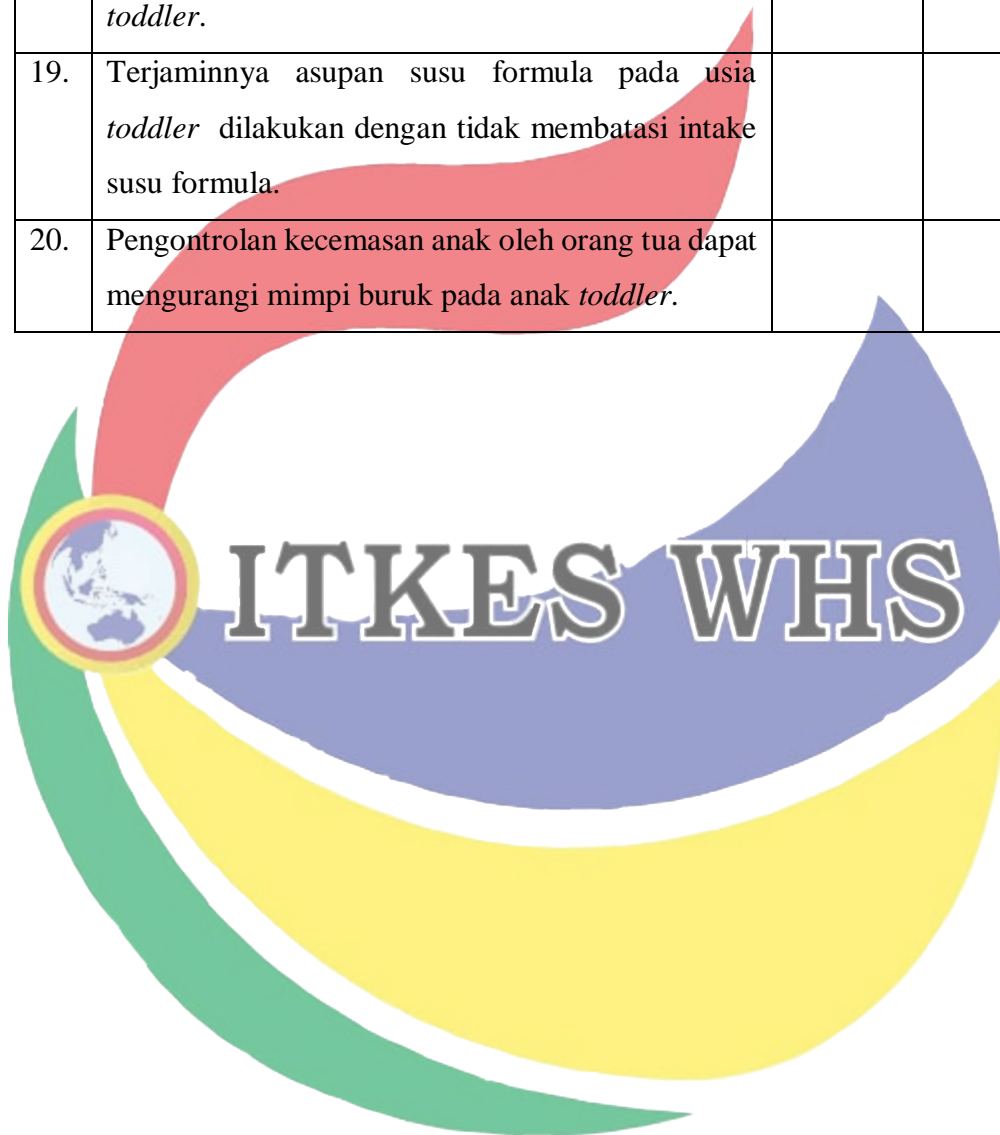 toddler.
19. Terjaminnya asupan susu formula pada usia
toddler dilakukan dengan tidak membatasi intake
susu formula.
20. Pengontrolan kecemasan anak oleh orang tua dapat
mengurangi mimpi buruk pada anak toddler.
ITKES WHS